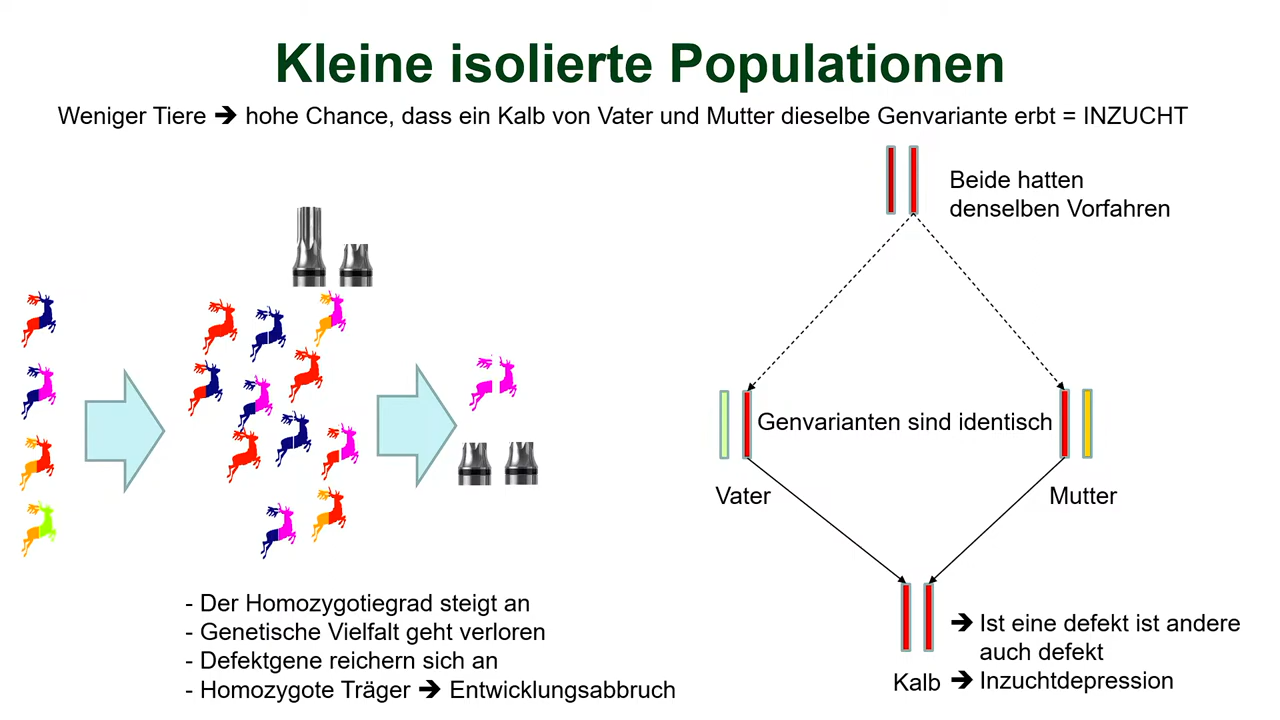 Kleine isolierte Populationen
Weniger Tiere ➔ hohe Chance, dass ein Kalb von Vater und Mutter dieselbe Genvariante erbt = INZUCHT
Beide hatten
denselben Vorfahren
Genvarianten sind identisch
Vater
Mutter
- Der Homozygotiegrad steigt an
- Genetische Vielfalt geht verloren
- Defektgene reichern sich an
- Homozygote Träger ➔ Entwicklungsabbruch
Kalb
➔ Ist eine defekt ist andere
auch defekt
➔ Inzuchtdepression